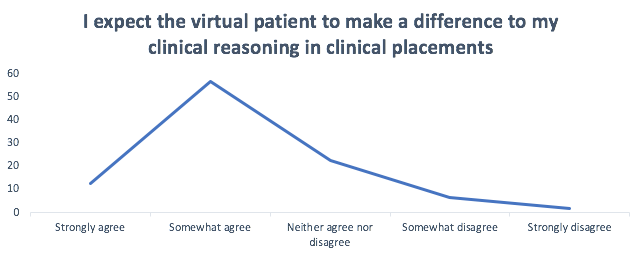 I expect the virtual patient to make a difference to my
clinical reasoning in clinical placements
60
50
40
30
20
10
0
Strongly agree
Somewhat agree
Neither agree nor
disagree
Somewhat disagree
Strongly disagree